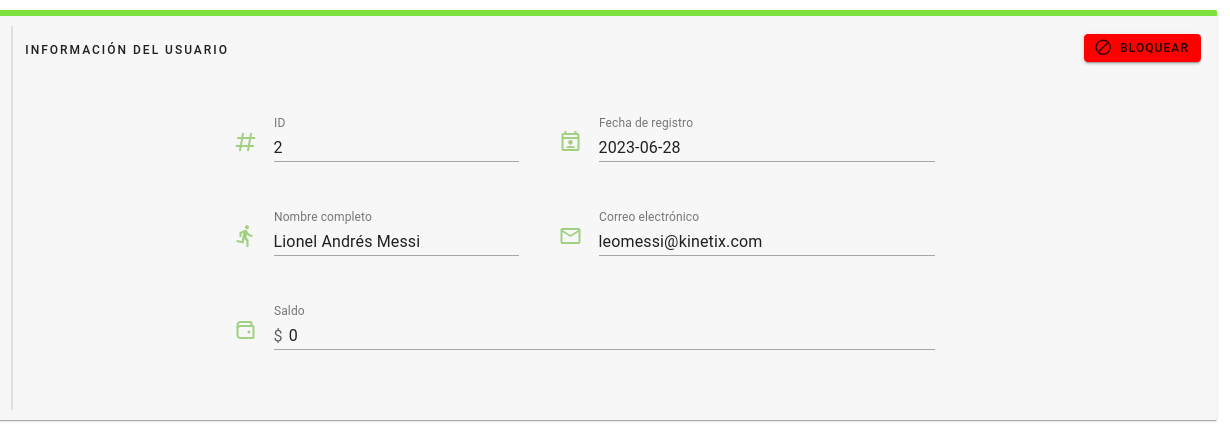 INFORMACIÓN DEL USUARIO
BLOQUEAR
ID
2
Fecha de registro
2023-06-28
Nombre completo
Lionel Andrés Messi
Correo electrónico
leomessi@kinetix.com
Saldo
$ 0